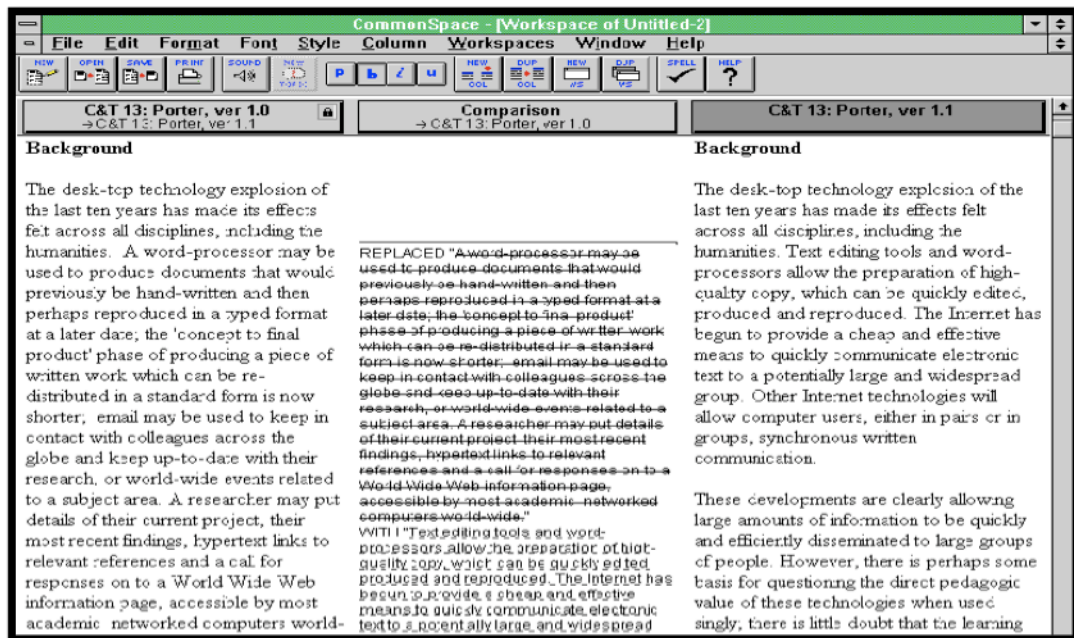 CommonSpace - [Workspace of Untitled-2]
File Edit Format Font Style Column Workspaces Window Help
NEW OPEN SAVE PRINT SOUND NEW TOPIC P b i u NEW COL DUP COL NEW WS DUP WS SPELL HELP
C&T 13: Porter, ver 1.0
→C&T 13: Porter, ver 1.1
Background
The desk-top technology explosion of
the last ten years has made its effects
felt across all disciplines, including the
humanities. A word-processor may be
used to produce documents that would
previously be hand-written and then
perhaps reproduced in a typed format
at a later date; the 'concept to final
product' phase of producing a piece of
written work which can be re-
distributed in a standard form is now
shorter; email may be used to keep in
contact with colleagues across the
globe and keep up-to-date with their
research, or world-wide events related
to a subject area. A researcher may put
details of their current project, their
most recent findings, hypertext links to
relevant references and a call for
responses on to a World Wide Web
information page, accessible by most
academic networked computers world-
Comparison
→C&T 13: Porter, ver 1.0
REPLACED "A word-processor may be
used to produce documents that would
previously be hand-written and then
perhaps reproduced in a typed format at a
later date; the 'concept to final product'
phase of producing a piece of written work
which can be re-distributed in a standard
form is now shorter; email may be used to
keep in contact with colleagues across the
globe and keep up-to-date with their
research, or world-wide events related to a
subject area. A researcher may put details
of their current project, their most recent
findings, hypertext links to relevant
references and a call for responses on to a
World Wide Web information page,
accessible by most academic networked
computers world-wide."
WITH "Text editing tools and word-
processors allow the preparation of high-
quality copy, which can be quickly edited
produced and reproduced. The Internet has
begun to provide a cheap and effective
means to quickly communicate electronic
text to a potentially large and widespread
C&T 13: Porter, ver 1.1
Background
The desk-top technology explosion of the
last ten years has made its effects felt
across all disciplines, including the
humanities. Text editing tools and word-
processors allow the preparation of high-
quality copy, which can be quickly edited,
produced and reproduced. The Internet has
begun to provide a cheap and effective
means to quickly communicate electronic
text to a potentially large and widespread
group. Other Internet technologies will
allow computer users, either in pairs or in
groups, synchronous written
communication.
These developments are clearly allowing
large amounts of information to be quickly
and efficiently disseminated to large groups
of people. However, there is perhaps some
basis for questioning the direct pedagogic
value of these technologies when used
singly; there is little doubt that the learning